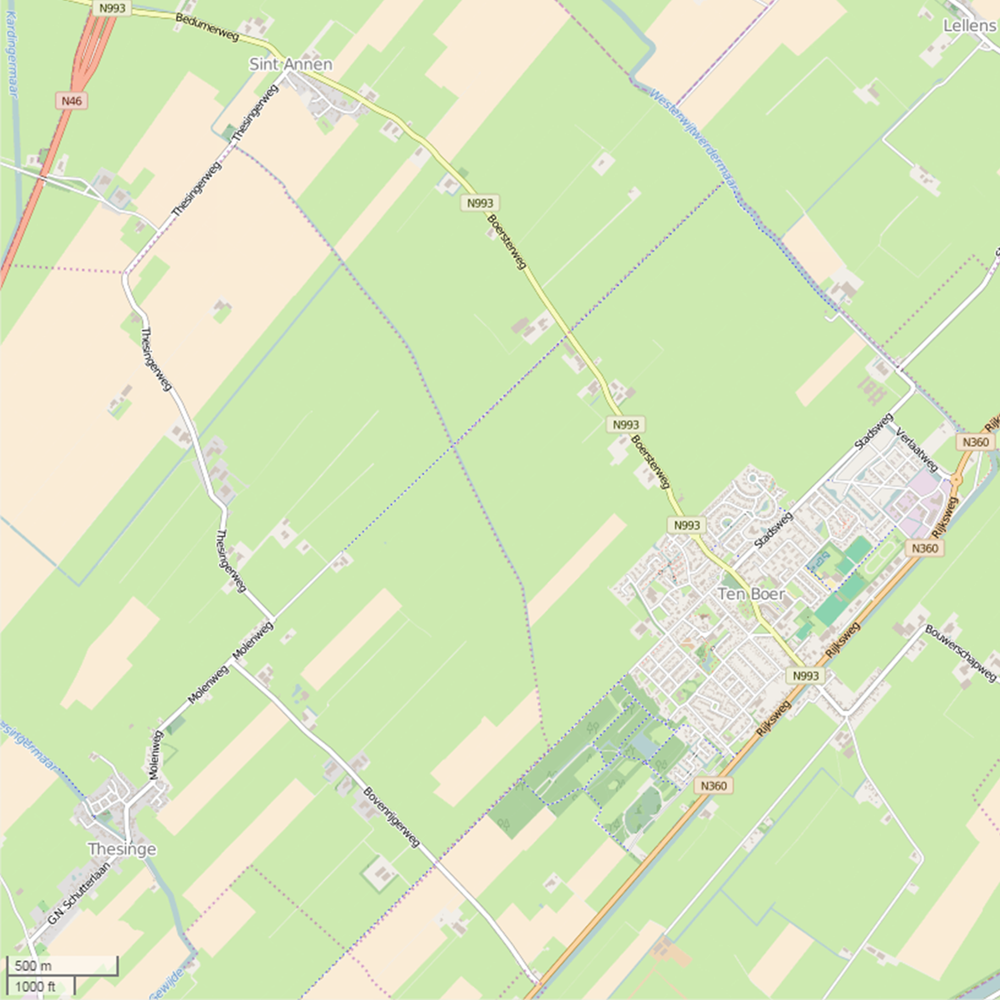 N993
Bedumerweg
Lellens
Kardingermaar
Sint Annen
N46
Thesingerweg
Westerwijtwerdermaar
Thesingerweg
N993
Boersterweg
Thesingerweg
N993
Stadsweg
Verlaatweg
N360
Boersterweg
N993
Stadsweg
Rijksweg
N360
Thesingerweg
Ten Boer
Molenweg
Rijksweg
Bouwerschapweg
Molenweg
N993
Rijksweg
Molenweg
N360
Bovenrijgerweg
Thesinge
G.N. Schutterlaan
500 m
1000 ft
Gewijde